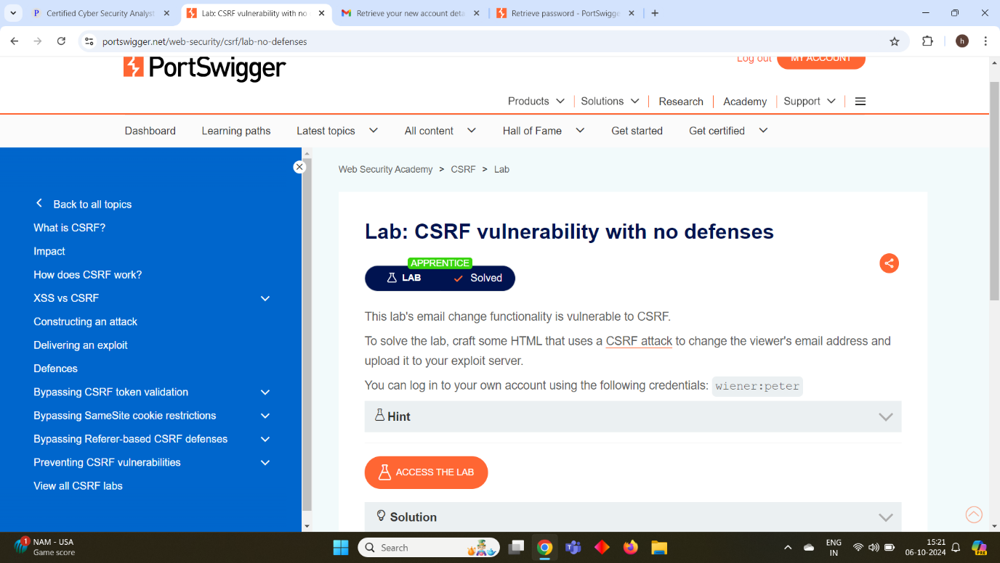 Certified Cyber Security Analyst
Lab: CSRF vulnerability with no
Retrieve your new account deta
Retrieve password - PortSwigge
portswigger.net/web-security/csrf/lab-no-defenses
h
PortSwigger
Log out
MY ACCOUNT
Products
Solutions
Research
Academy
Support
Dashboard
Learning paths
Latest topics
All content
Hall of Fame
Get started
Get certified
Back to all topics
What is CSRF?
Impact
How does CSRF work?
XSS vs CSRF
Constructing an attack
Delivering an exploit
Defences
Bypassing CSRF token validation
Bypassing SameSite cookie restrictions
Bypassing Referer-based CSRF defenses
Preventing CSRF vulnerabilities
View all CSRF labs
Web Security Academy > CSRF > Lab
Lab: CSRF vulnerability with no defenses
APPRENTICE
LAB Solved
This lab's email change functionality is vulnerable to CSRF.
To solve the lab, craft some HTML that uses a CSRF attack to change the viewer's email address and
upload it to your exploit server.
You can log in to your own account using the following credentials: wiener:peter
Hint
ACCESS THE LAB
Solution
1
NAM - USA
Game score
Search
ENG
IN
15:21
06-10-2024
PRE